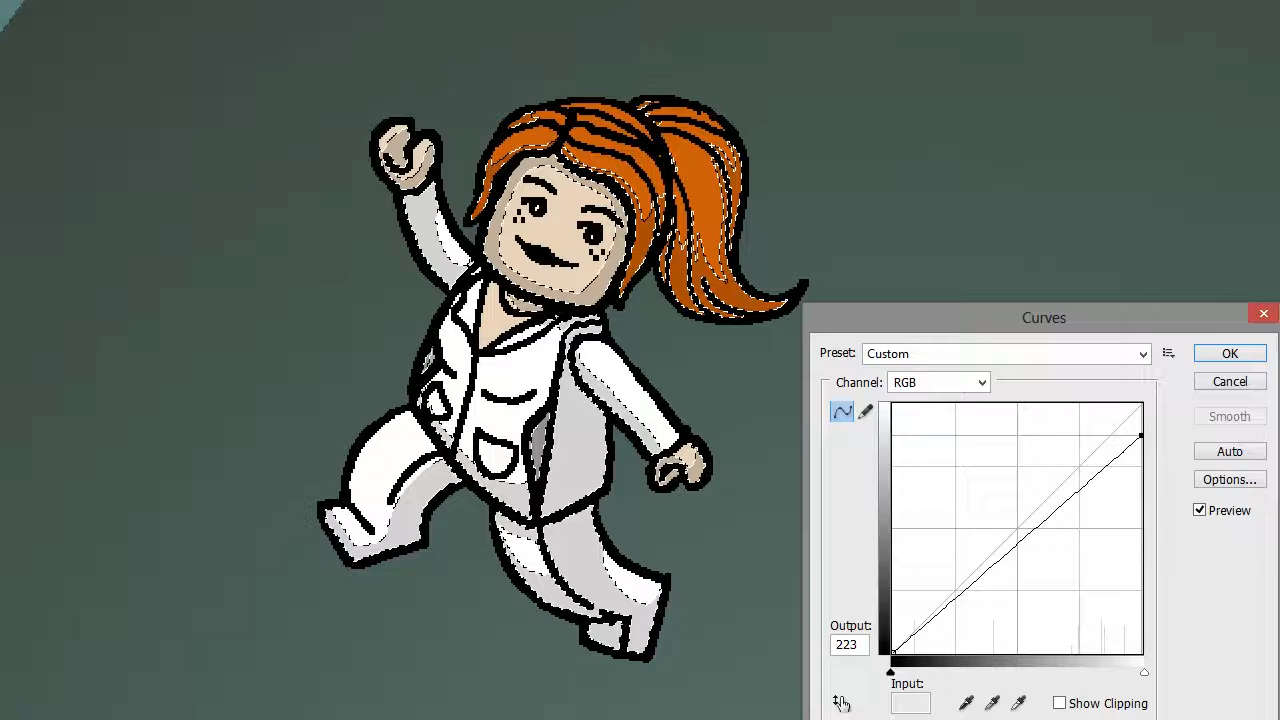 Curves
Preset: Custom
OK
Channel: RGB
Cancel
Smooth
Auto
Options...
Preview
Output:
223
Input:
Show Clipping